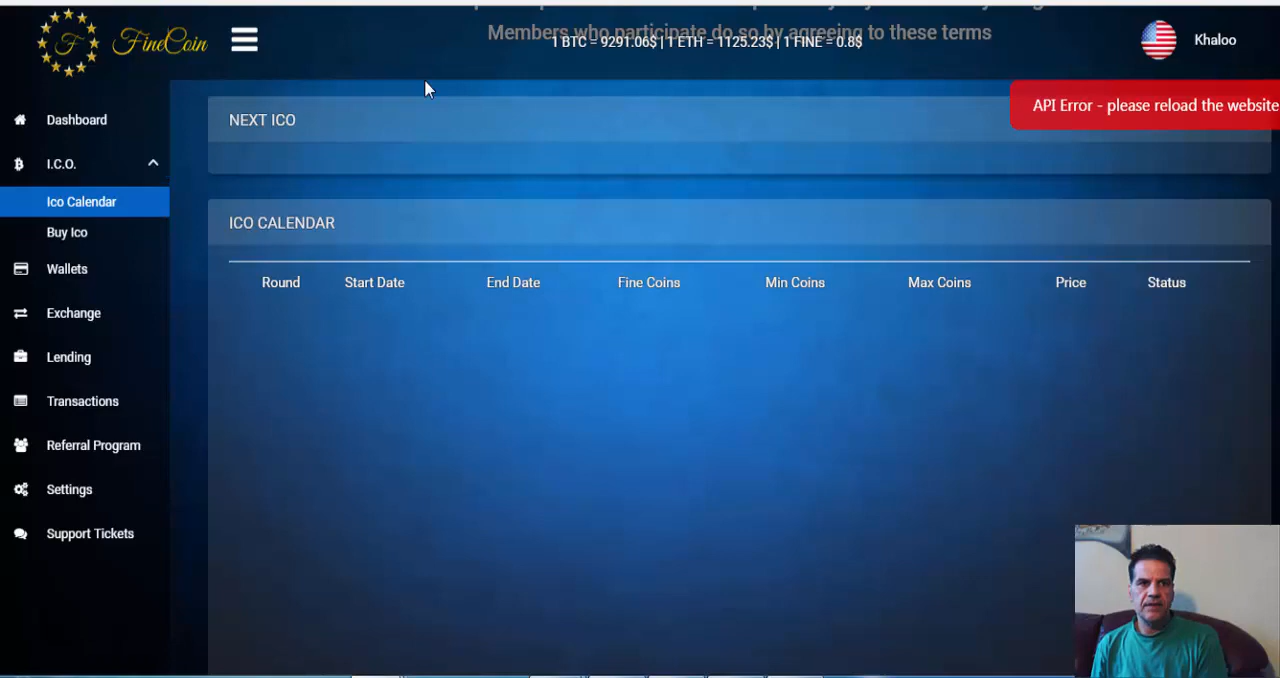 Members who participate do so by agreeing to these terms
FineCoin
1 BTC = 9291.06$ | 1 ETH = 1125.23$ | 1 FINE = 0.8$
Khaloo
API Error - please reload the website
Dashboard
I.C.O.
Ico Calendar
Buy Ico
Wallets
Exchange
Lending
Transactions
Referral Program
Settings
Support Tickets
NEXT ICO
ICO CALENDAR
Round Start Date End Date Fine Coins Min Coins Max Coins Price Status